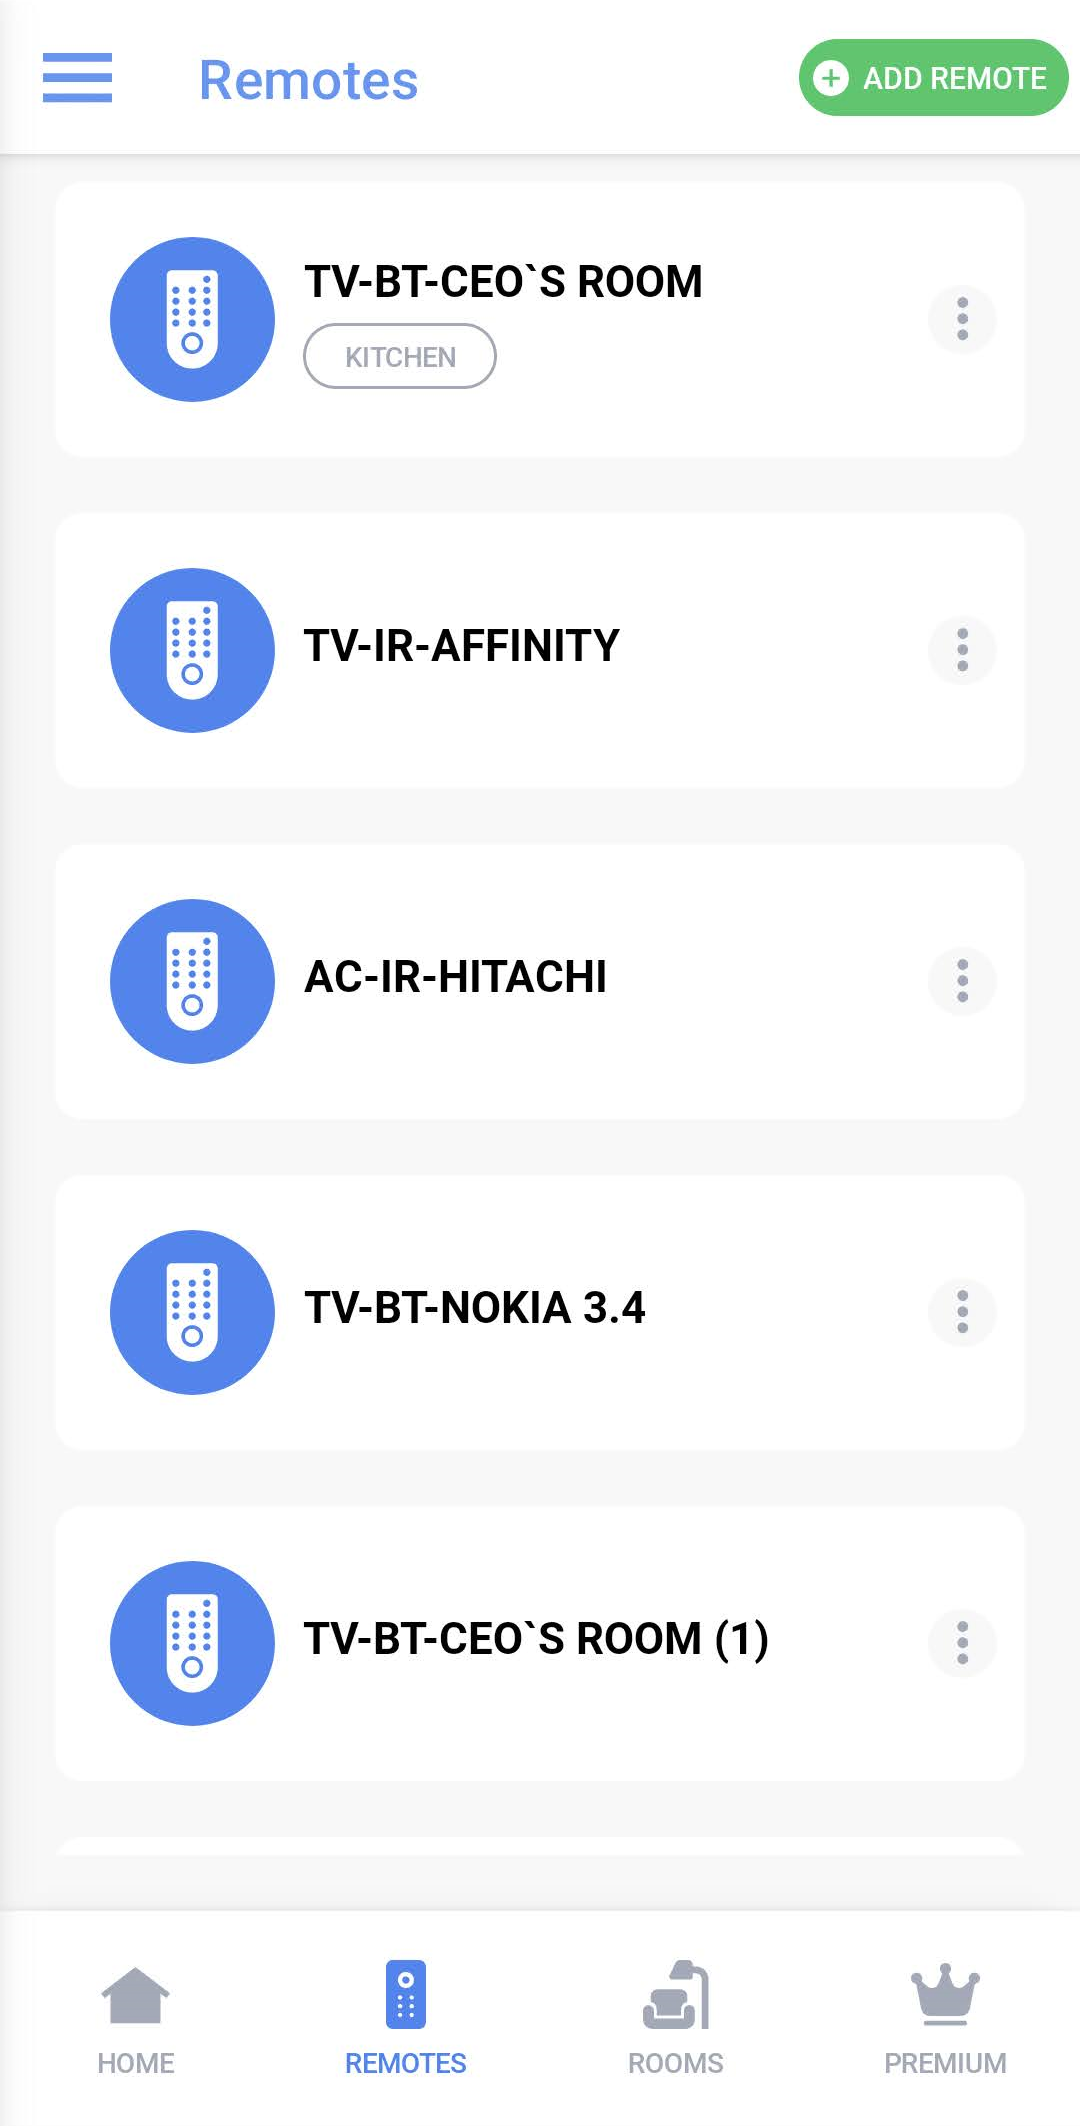 Remotes
ADD REMOTE
TV-BT-CEO`S ROOM
KITCHEN
TV-IR-AFFINITY
AC-IR-HITACHI
TV-BT-NOKIA 3.4
TV-BT-CEO`S ROOM (1)
HOME
REMOTES
ROOMS
PREMIUM